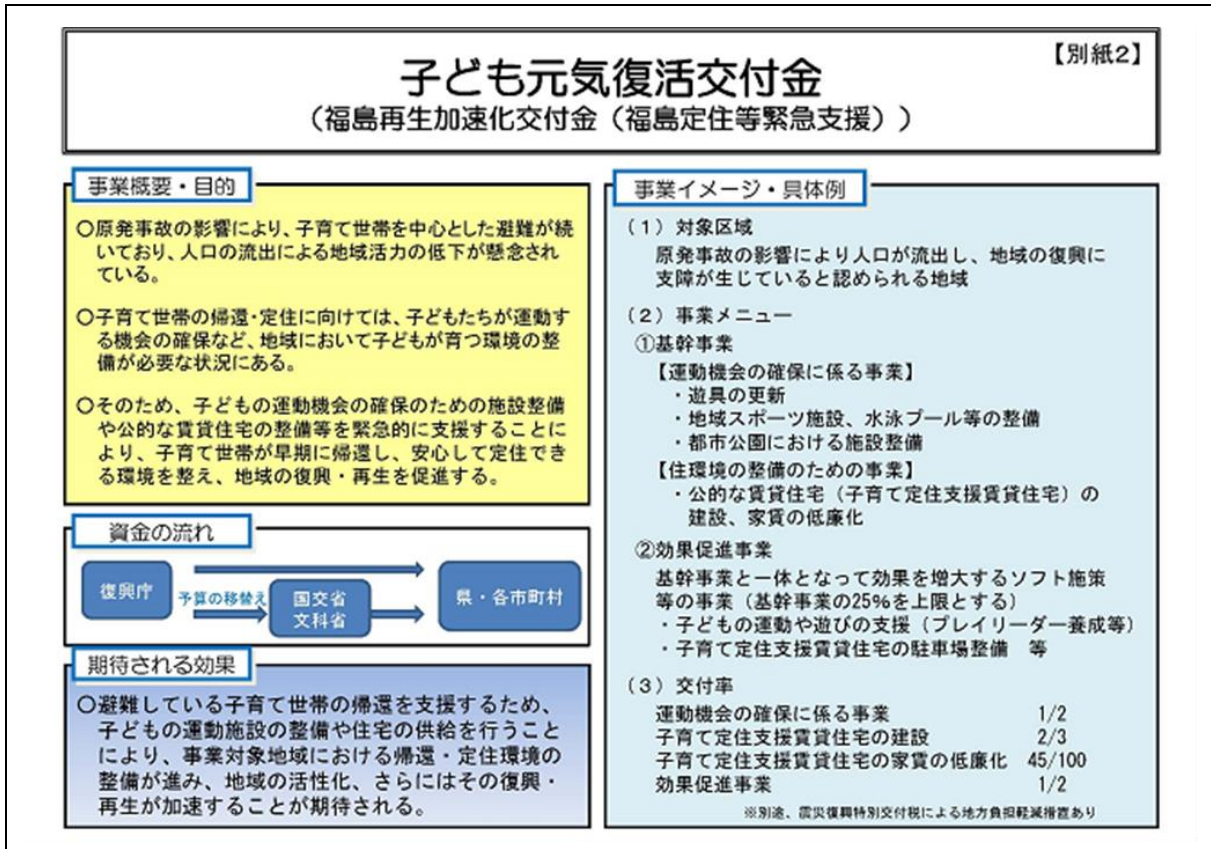 【別紙2】
子ども元気復活交付金
(福島再生加速化交付金(福島定住等緊急支援))
事業概要・目的
○原発事故の影響により、子育て世帯を中心とした避難が続
いており、人口の流出による地域活力の低下が懸念され
ている。
○子育て世帯の帰還・定住に向けては、子どもたちが運動す
る機会の確保など、地域において子どもが育つ環境の整
備が必要な状況にある。
○そのため、子どもの運動機会の確保のための施設整備
や公的な賃貸住宅の整備等を緊急的に支援することに
より、子育て世帯が早期に帰還し、安心して定住でき
る環境を整え、地域の復興・再生を促進する。
資金の流れ
復興庁
予算の移替え
国交省
文科省
県・各市町村
期待される効果
○避難している子育て世帯の帰還を支援するため、
子どもの運動施設の整備や住宅の供給を行うこと
により、事業対象地域における帰還・定住環境の
整備が進み、地域の活性化、さらにはその復興・
再生が加速することが期待される。
事業イメージ・具体例
(1)対象区域
原発事故の影響により人口が流出し、地域の復興に
支障が生じていると認められる地域
(2)事業メニュー
①基幹事業
【運動機会の確保に係る事業】
・遊具の更新
・地域スポーツ施設、水泳プール等の整備
・都市公園における施設整備
【住環境の整備のための事業】
・公的な賃貸住宅(子育て定住支援賃貸住宅)の
建設、家賃の低廉化
②効果促進事業
基幹事業と一体となって効果を増大するソフト施策
等の事業(基幹事業の25%を上限とする)
・子どもの運動や遊びの支援(プレイリーダー養成等)
・子育て定住支援賃貸住宅の駐車場整備 等
(3)交付率
運動機会の確保に係る事業 1/2
子育て定住支援賃貸住宅の建設 2/3
子育て定住支援賃貸住宅の家賃の低廉化 45/100
効果促進事業 1/2
※別途、震災復興特別交付税による地方負担軽減措置あり